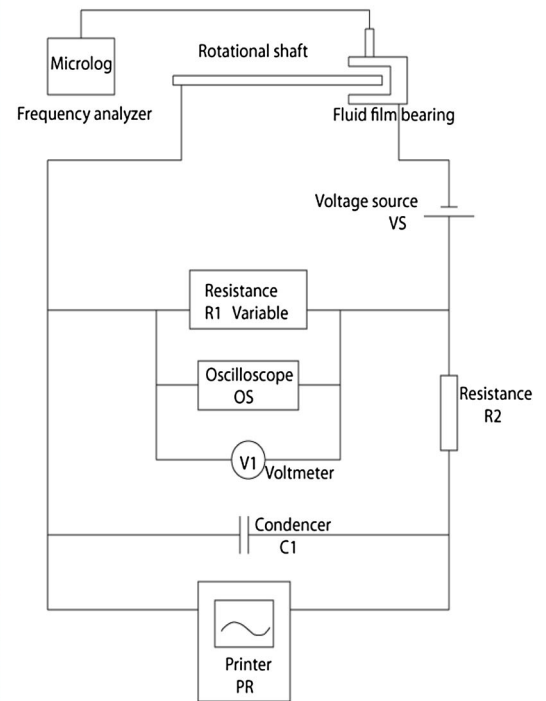 Microlog
Frequency analyzer
Rotational shaft
Fluid film bearing
Voltage source
VS
Resistance
R1 Variable
Oscilloscope
OS
V1
Voltmeter
Resistance
R2
Condencer
C1
Printer
PR